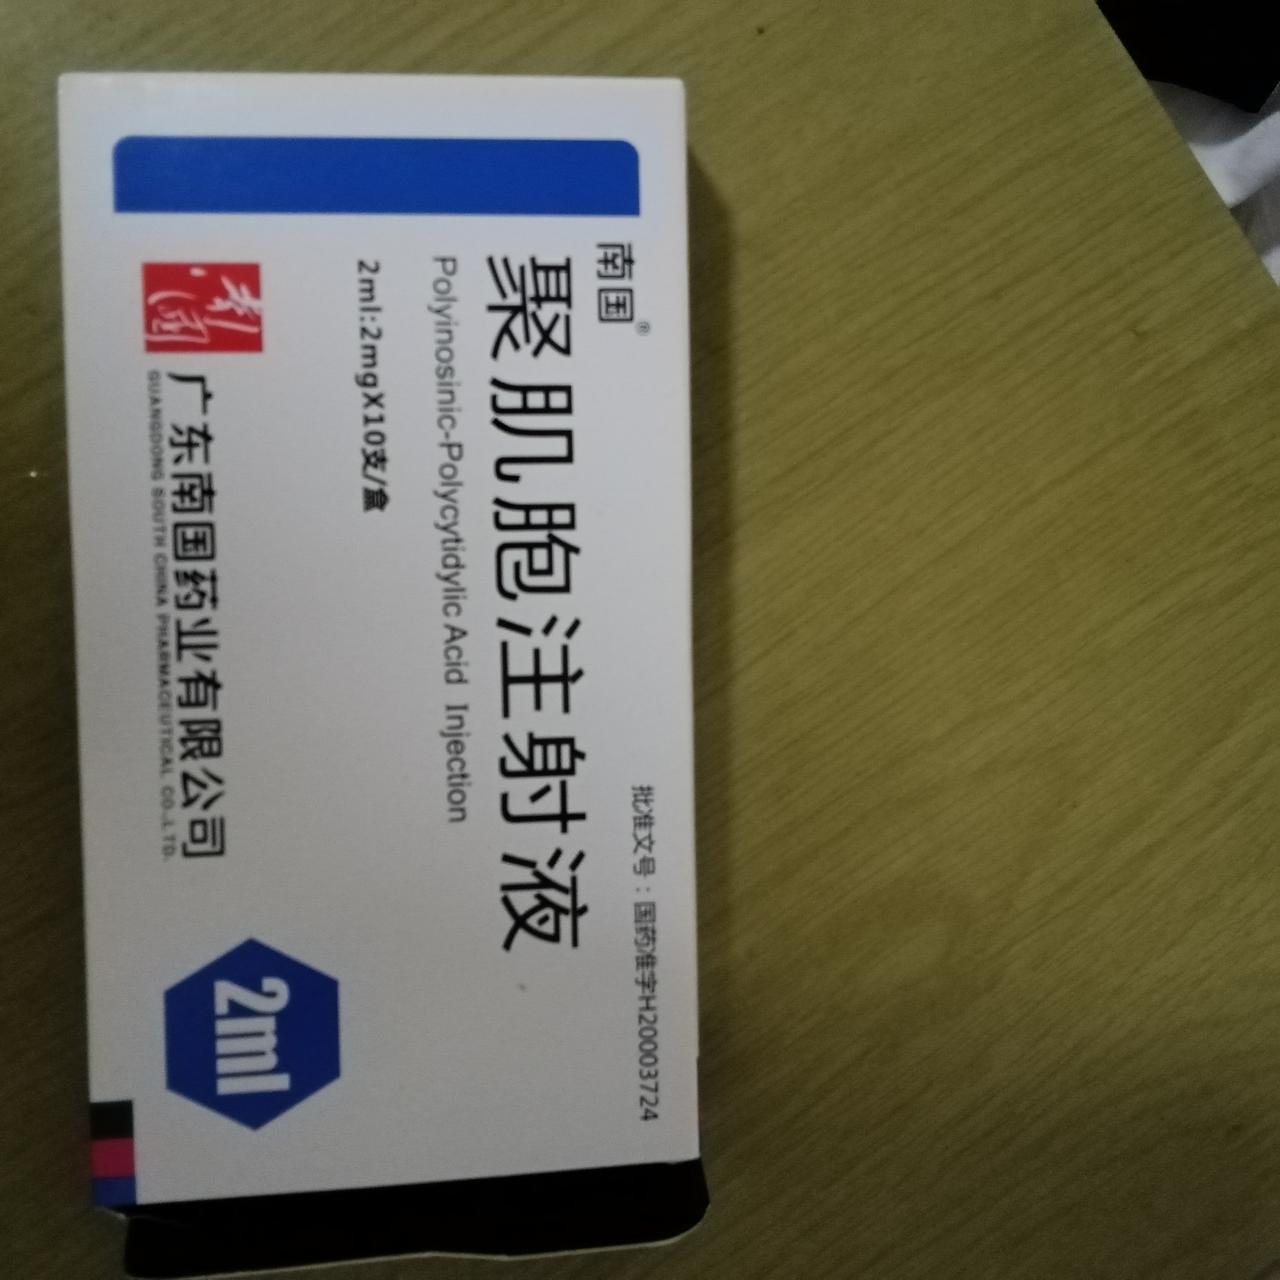 南国®
批准文号：国药准字H20003724
聚肌胞注射液
Polyinosinic-Polycytidylic Acid Injection
2ml:2mgX10支/盒
广东南国药业有限公司
GUANGDONG SOUTH CHINA PHARMACEUTICAL CO.,LTD.
2ml